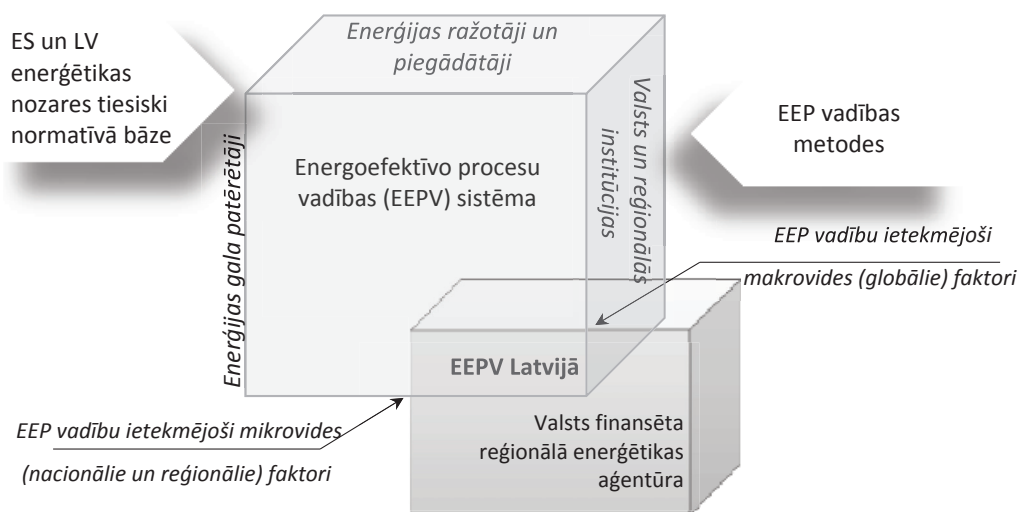 ES un LV
enerģētikas
nozares tiesiski
normatīvā bāze
Enerģijas ražotāji un
piegādātāji
Valsts un reģionālās
institūcijas
EEP vadības
metodes
Enerģijas gala patērētāji
Energoefektīvo procesu
vadības (EEPV) sistēma
EEP vadību ietekmējoši
makrovides (globālie) faktori
EEPV Latvijā
EEP vadību ietekmējoši mikrovides
(nacionālie un reģionālie) faktori
Valsts finansēta
reģionālā enerģētikas
aģentūra